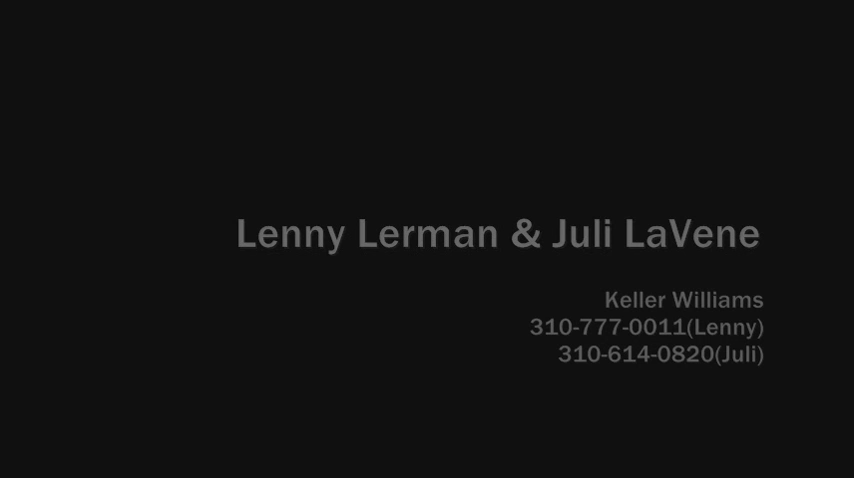 Lenny Lerman & Juli LaVene
Keller Williams
310-777-0011(Lenny)
310-614-0820(Juli)